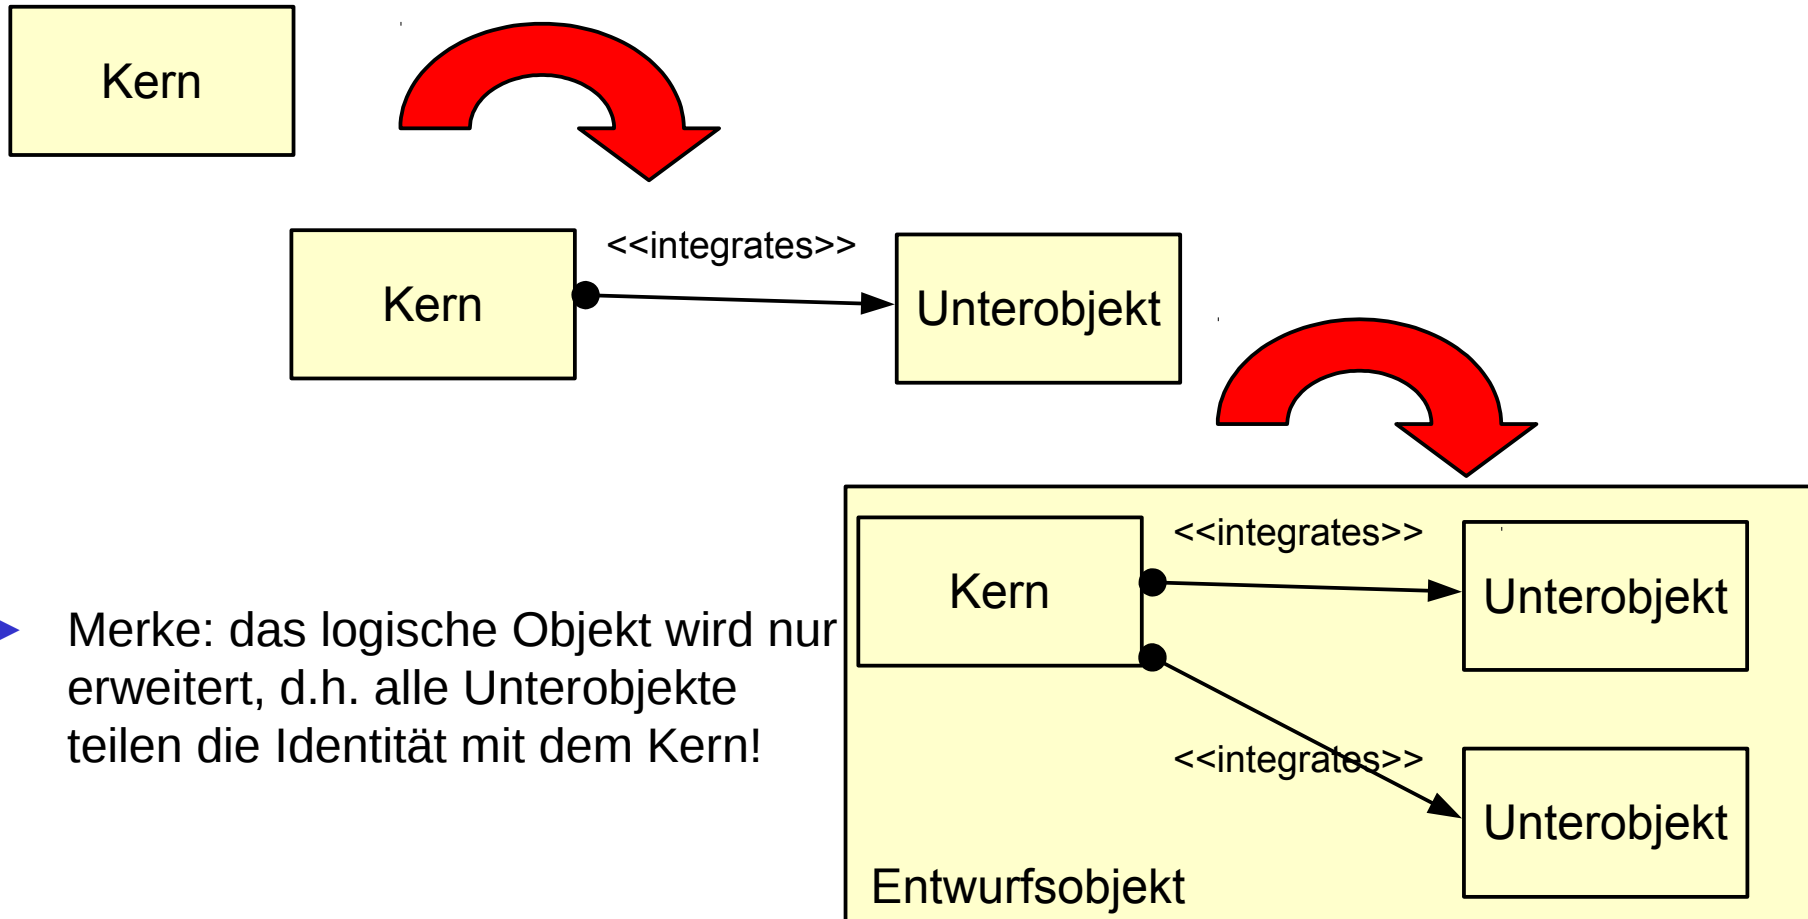 Kern
<<integrates>>
Kern
Unterobjekt
<<integrates>>
Kern
Unterobjekt
Merke: das logische Objekt wird nur
erweitert, d.h. alle Unterobjekte
teilen die Identität mit dem Kern!
<<integrates>>
Unterobjekt
Entwurfsobjekt